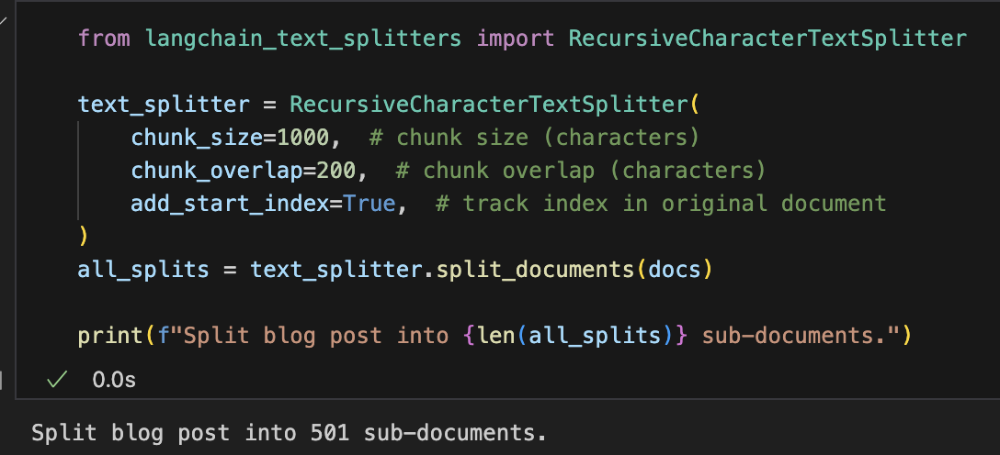 from langchain_text_splitters import RecursiveCharacterTextSplitter
text_splitter = RecursiveCharacterTextSplitter(
    chunk_size=1000,  # chunk size (characters)
    chunk_overlap=200,  # chunk overlap (characters)
    add_start_index=True,  # track index in original document
)
all_splits = text_splitter.split_documents(docs)
print(f"Split blog post into {len(all_splits)} sub-documents.")
0.0s
Split blog post into 501 sub-documents.